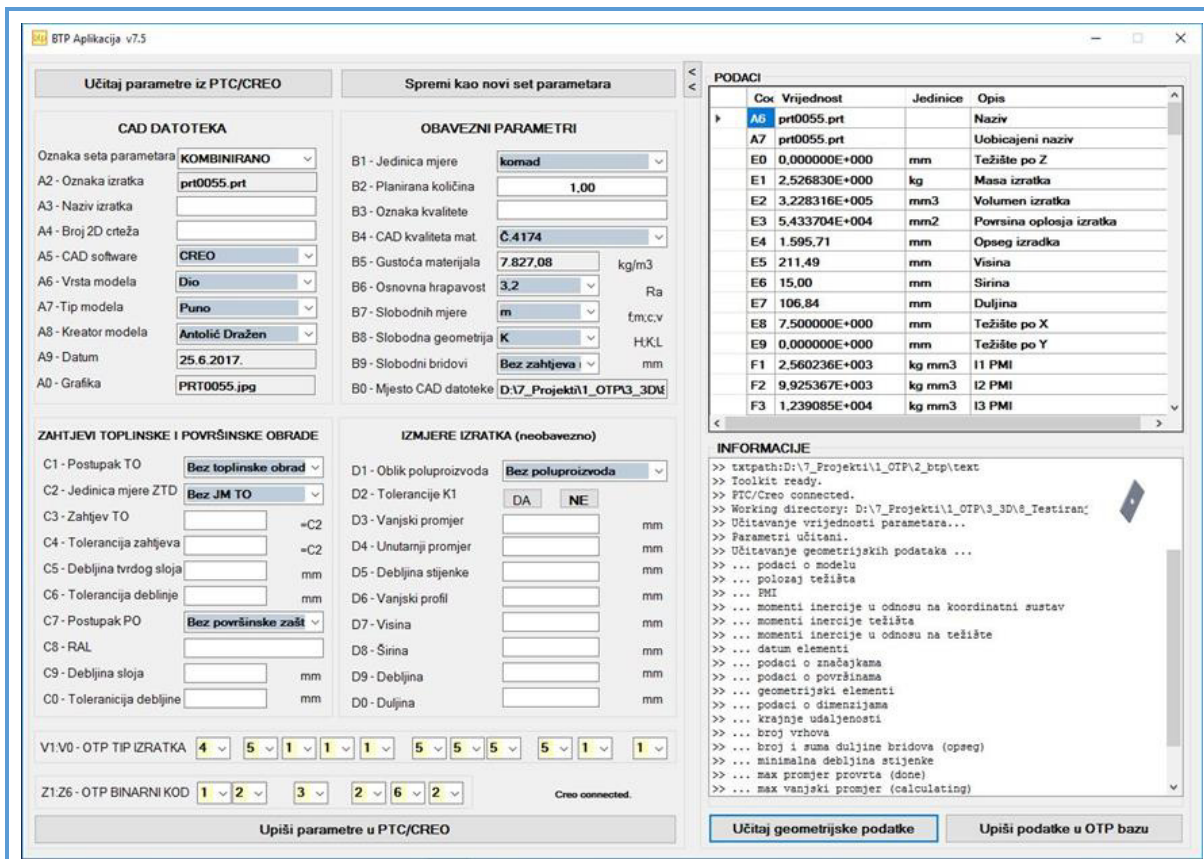 BTP Aplikacija v7.5
Učitaj parametre iz PTC/CREO
Spremi kao novi set parametara
CAD DATOTEKA
Oznaka seta parametara KOMBINIRANO
A2 - Oznaka izratka prt0055.prt
A3 - Naziv izratka
A4 - Broj 2D crteža
A5 - CAD software CREO
A6 - Vrsta modela Dio
A7 - Tip modela Puno
A8 - Kreator modela Antolić Dražen
A9 - Datum 25.6.2017.
A0 - Grafika PRT0055.jpg
OBAVEZNI PARAMETRI
B1 - Jedinica mjere komad
B2 - Planirana količina 1,00
B3 - Oznaka kvalitete
B4 - CAD kvaliteta mat. Č.4174
B5 - Gustoća materijala 7.827,08 kg/m3
B6 - Osnovna hrapavost 3,2 Ra
B7 - Slobodnih mjere m f;m;c;v
B8 - Slobodna geometrija K H;K;L
B9 - Slobodni bridovi Bez zahtjeva mm
B0 - Mjesto CAD datoteke D:\7_Projekti\1_OTP\3_3D\
ZAHTJEVI TOPLINSKE I POVRŠINSKE OBRADE
C1 - Postupak TO Bez toplinske obrad
C2 - Jedinica mjere ZTD Bez JM TO
C3 - Zahtjev TO =C2
C4 - Tolerancija zahtjeva =C2
C5 - Debljina tvrdog sloja mm
C6 - Tolerancija deblinje mm
C7 - Postupak PO Bez površinske zašt
C8 - RAL
C9 - Debljina sloja mm
C0 - Toleranicija debljine mm
IZMJERE IZRATKA (neobavezno)
D1 - Oblik poluproizvoda Bez poluproizvoda
D2 - Tolerancije K1 DA NE
D3 - Vanjski promjer mm
D4 - Unutarnji promjer mm
D5 - Debljina stijenke mm
D6 - Vanjski profil mm
D7 - Visina mm
D8 - Širina mm
D9 - Debljina mm
D0 - Duljina mm
V1:V0 - OTP TIP IZRATKA 4 5 1 1 1 5 5 5 5 1 1
Z1:Z6 - OTP BINARNI KOD 1 2 3 2 6 2 Creo connected.
Upiši parametre u PTC/CREO
<
<
PODACI
Coc Vrijednost Jedinice Opis
A6 prt0055.prt Naziv
A7 prt0055.prt Uobicajeni naziv
E0 0,000000E+000 mm Težište po Z
E1 2,526830E+000 kg Masa izratka
E2 3,228316E+005 mm3 Volumen izratka
E3 5,433704E+004 mm2 Povrsina oplosja izratka
E4 1.595,71 mm Opseg izradka
E5 211,49 mm Visina
E6 15,00 mm Sirina
E7 106,84 mm Duljina
E8 7,500000E+000 mm Težište po X
E9 0,000000E+000 mm Težište po Y
F1 2,560236E+003 kg mm3 I1 PMI
F2 9,925367E+003 kg mm3 I2 PMI
F3 1,239085E+004 kg mm3 I3 PMI
INFORMACIJE
>> txtpath:D:\7_Projekti\1_OTP\2_btp\text
>> Toolkit ready.
>> PTC/Creo connected.
>> Working directory: D:\7_Projekti\1_OTP\3_3D\8_Testiranj
>> Učitavanje vrijednosti parametara...
>> Parametri učitani.
>> Učitavanje geometrijskih podataka ...
>> ... podaci o modelu
>> ... polozaj težišta
>> ... PMI
>> ... momenti inercije u odnosu na koordinatni sustav
>> ... momenti inercije težišta
>> ... momenti inercije u odnosu na težište
>> ... datum elementi
>> ... podaci o značajkama
>> ... podaci o površinama
>> ... geometrijski elementi
>> ... podaci o dimenzijama
>> ... krajnje udaljenosti
>> ... broj vrhova
>> ... broj i suma duljine bridova (opseg)
>> ... minimalna debljina stijenke
>> ... max promjer provrta (done)
>> ... max vanjski promjer (calculating)
Učitaj geometrijske podatke
Upiši podatke u OTP bazu